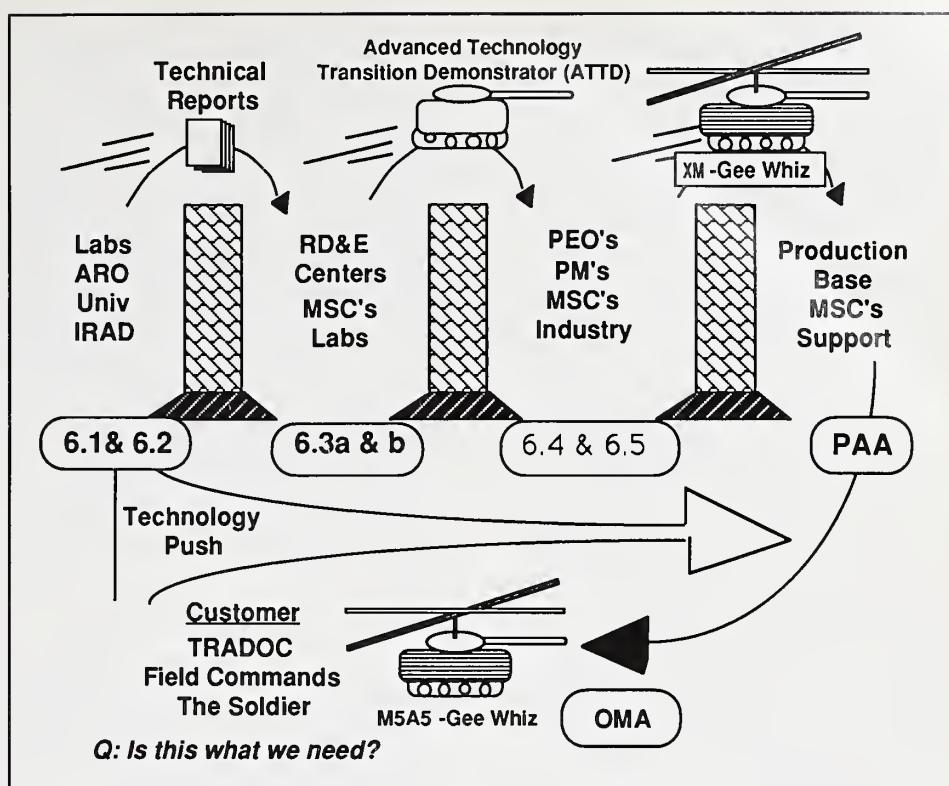 Technical
Reports
Advanced Technology
Transition Demonstrator (ATTD)
XM -Gee Whiz
Labs
ARO
Univ
IRAD
RD&E
Centers
MSC's
Labs
PEO's
PM's
MSC's
Industry
Production
Base
MSC's
Support
6.1& 6.2
6.3a & b
6.4 & 6.5
PAA
Technology
Push
Customer
TRADOC
Field Commands
The Soldier
M5A5 -Gee Whiz
OMA
Q: Is this what we need?